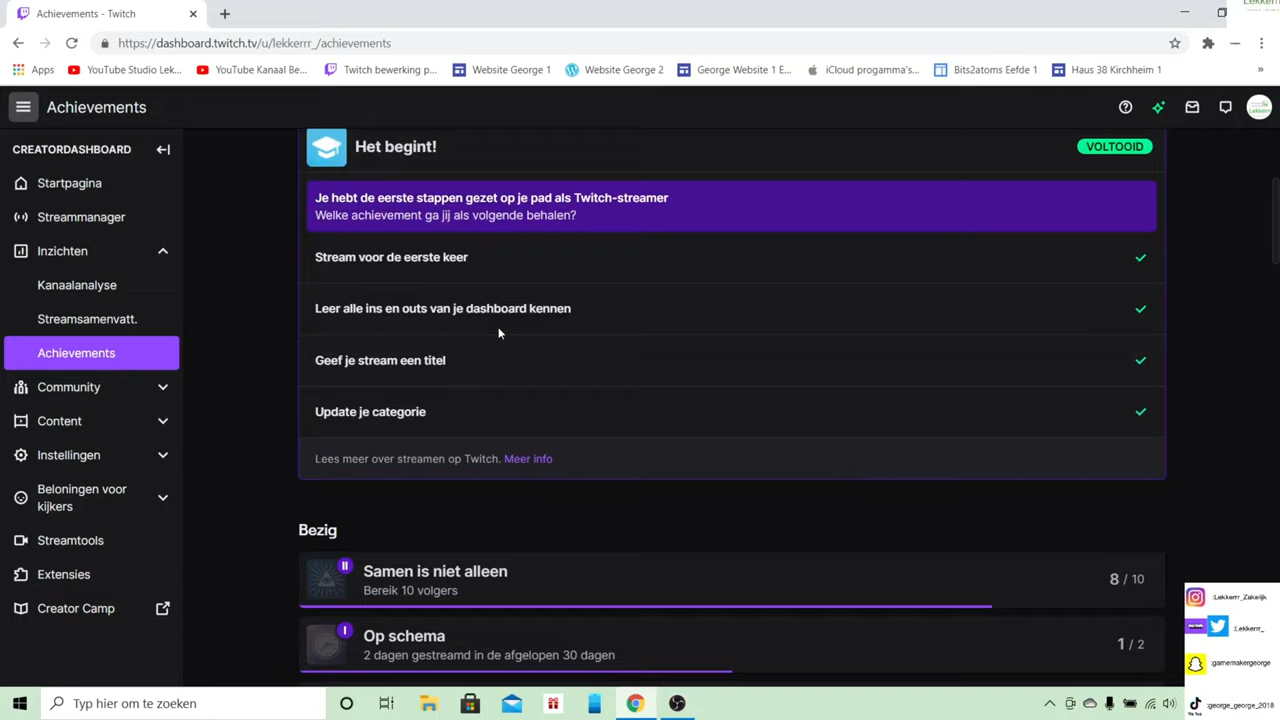 Achievements - Twitch
Lekkerr
https://dashboard.twitch.tv/u/lekkerrr_/achievements
Apps
YouTube Studio Lek...
YouTube Kanaal Be...
Twitch bewerking p...
Website George 1
Website George 2
George Website 1 E...
iCloud progamma's...
Bits2atoms Eefde 1
Haus 38 Kirchheim 1
»
Achievements
CREATORDASHBOARD
Startpagina
Streammanager
Inzichten
Kanaalanalyse
Streamsamenvatt.
Achievements
Community
Content
Instellingen
Beloningen voor
kijkers
Streamtools
Extensies
Creator Camp
Het begint!
VOLTOOID
Je hebt de eerste stappen gezet op je pad als Twitch-streamer
Welke achievement ga jij als volgende behalen?
Stream voor de eerste keer
Leer alle ins en outs van je dashboard kennen
Geef je stream een titel
Update je categorie
Lees meer over streamen op Twitch. Meer info
Bezig
II
Samen is niet alleen
Bereik 10 volgers
8 / 10
I
Op schema
2 dagen gestreamd in de afgelopen 30 dagen
1 / 2
:Lekkerrr_Zakelijk
:Lekkerrr_
:gamemakergeorge
:george_george_2018
Typ hier om te zoeken